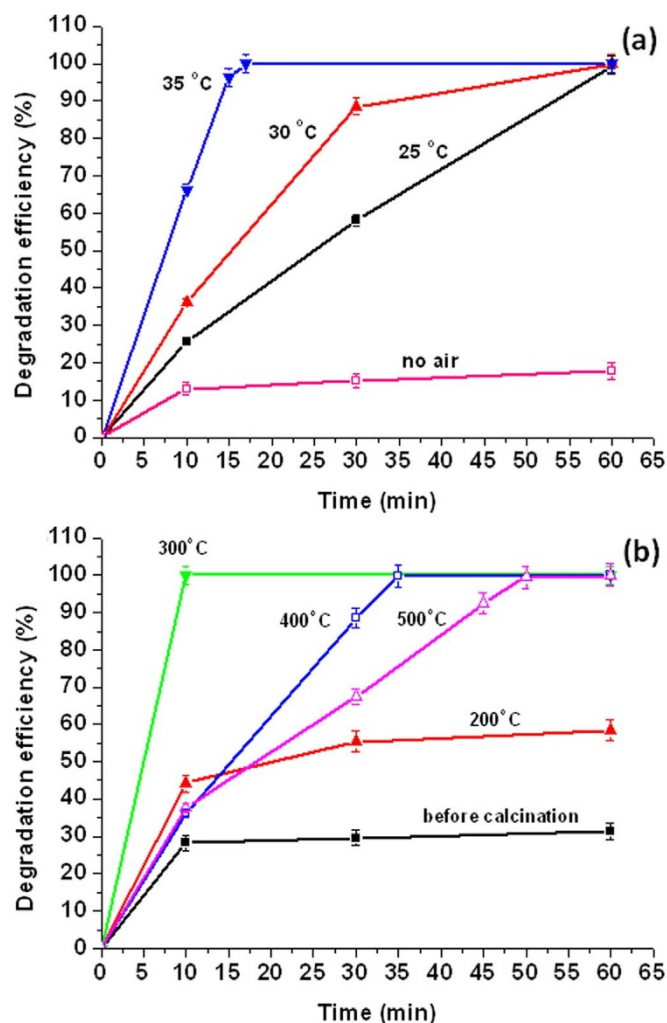 (a)
Degradation efficiency (%)
110
100
90
80
70
60
50
40
30
20
10
0
35 °C
30 °C
25 °C
no air
0 5 10 15 20 25 30 35 40 45 50 55 60 65
Time (min)
(b)
Degradation efficiency (%)
110
100
90
80
70
60
50
40
30
20
10
0
300°C
400°C
500°C
200°C
before calcination
0 5 10 15 20 25 30 35 40 45 50 55 60 65
Time (min)